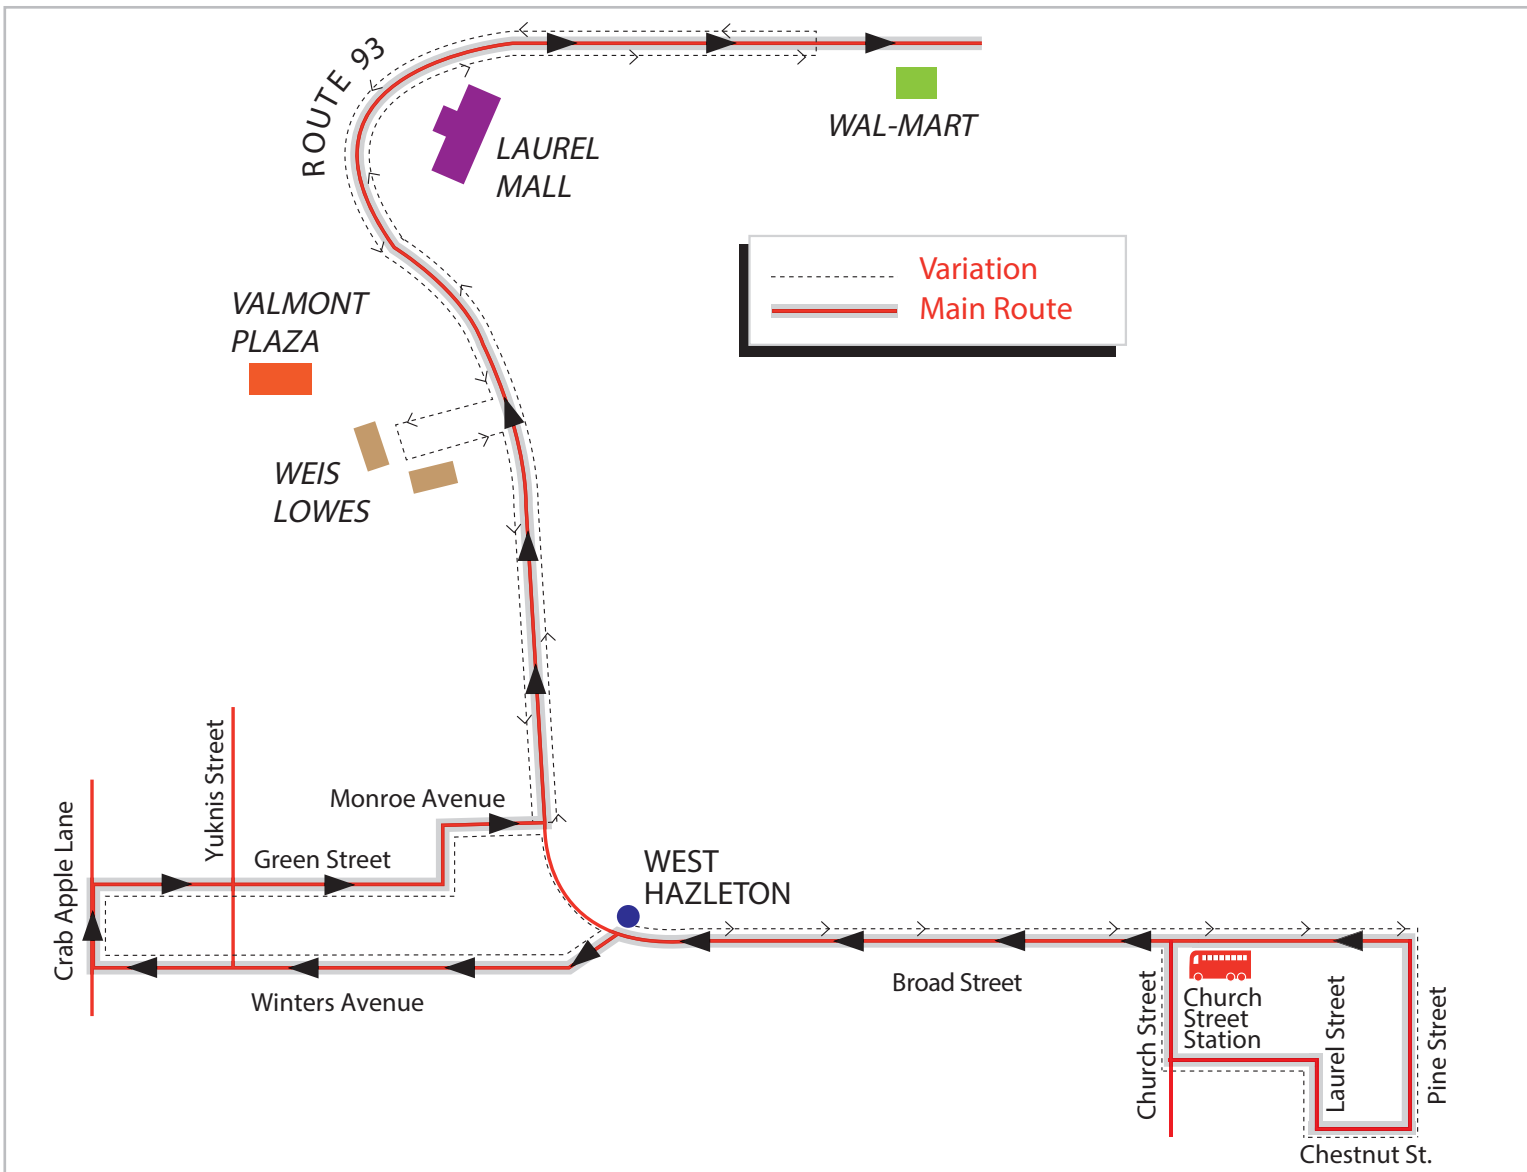 ROUTE 93
LAUREL
MALL
WAL-MART
Variation
Main Route
VALMONT
PLAZA
WEIS
LOWES
Monroe Avenue
Yuknis Street
Green Street
Crab Apple Lane
Winters Avenue
WEST
HAZLETON
Broad Street
Church Street
Church
Street
Station
Laurel Street
Pine Street
Chestnut St.